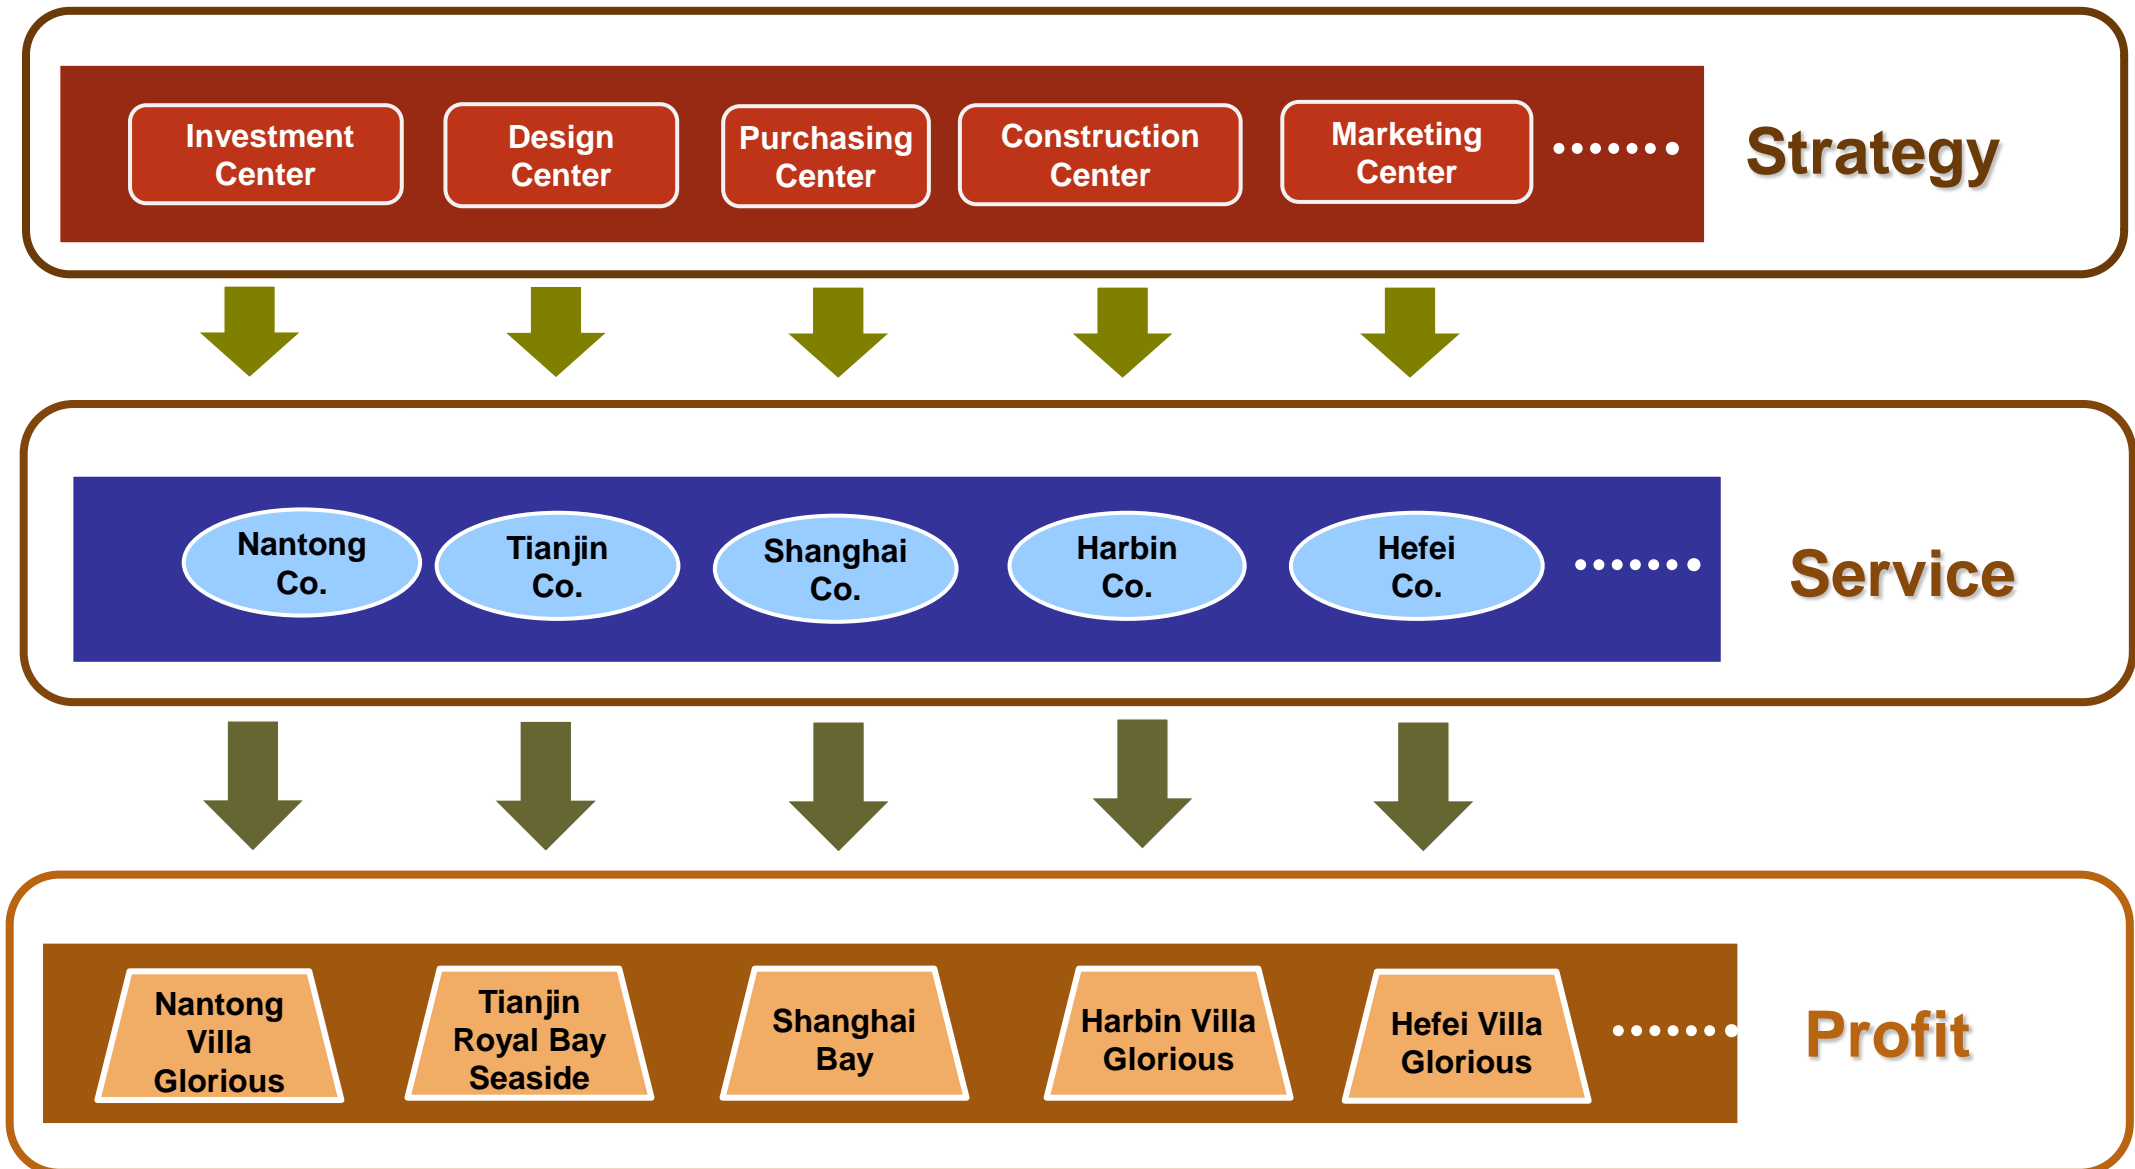 Investment
Center
Design
Center
Purchasing
Center
Construction
Center
Marketing
Center
Strategy
Nantong
Co.
Tianjin
Co.
Shanghai
Co.
Harbin
Co.
Hefei
Co.
Service
Nantong
Villa
Glorious
Tianjin
Royal Bay
Seaside
Shanghai
Bay
Harbin Villa
Glorious
Hefei Villa
Glorious
Profit